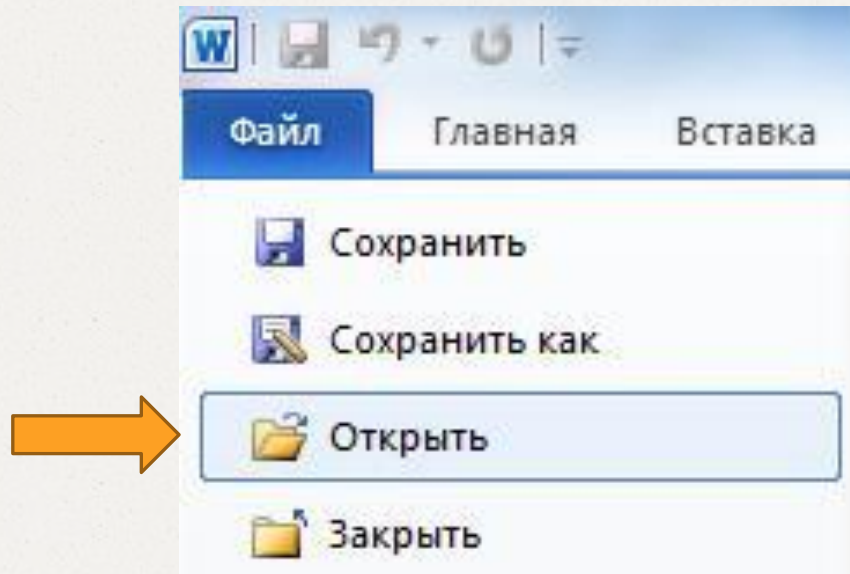 W
Файл Главная Вставка
Сохранить
Сохранить как
Открыть
Закрыть